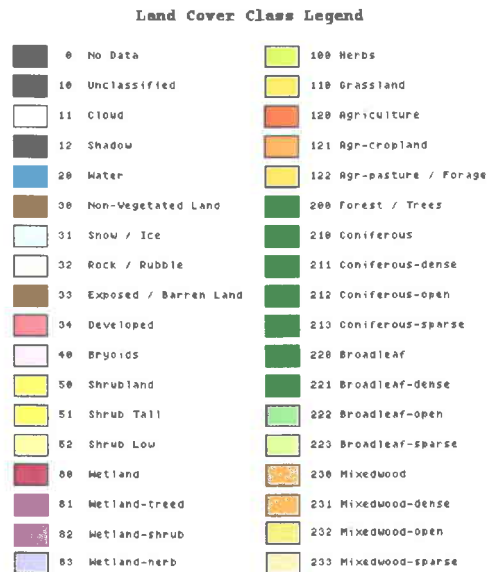 Land Cover Class Legend
0 No Data
10 Unclassified
11 Cloud
12 Shadow
20 Water
30 Non-Vegetated Land
31 Snow / Ice
32 Rock / Rubble
33 Exposed / Barren Land
34 Developed
40 Bryoids
50 Shrubland
51 Shrub Tall
52 Shrub Low
80 Wetland
81 Wetland-treed
82 Wetland-shrub
83 Wetland-herb
100 Herbs
110 Grassland
120 Agriculture
121 Agr-cropland
122 Agr-pasture / Forage
200 Forest / Trees
210 Coniferous
211 Coniferous-dense
212 Coniferous-open
213 Coniferous-sparse
220 Broadleaf
221 Broadleaf-dense
222 Broadleaf-open
223 Broadleaf-sparse
230 Mixedwood
231 Mixedwood-dense
232 Mixedwood-open
233 Mixedwood-sparse